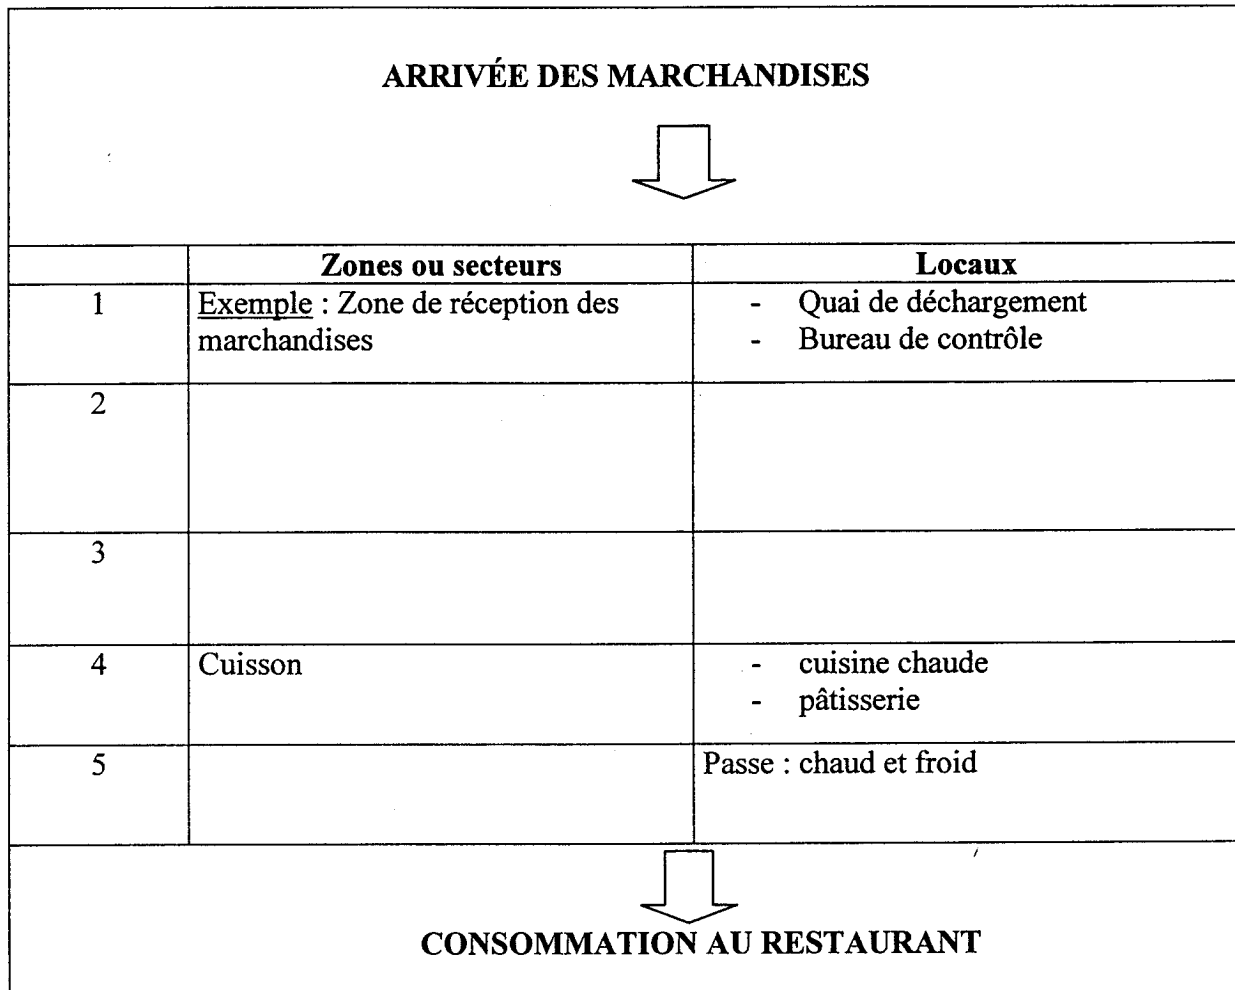 ARRIVÉE DES MARCHANDISES
Zones ou secteurs Locaux
1 Exemple : Zone de réception des marchandises
- Quai de déchargement
- Bureau de contrôle
2
3
4 Cuisson
- cuisine chaude
- pâtisserie
5 Passe : chaud et froid
CONSOMMATION AU RESTAURANT